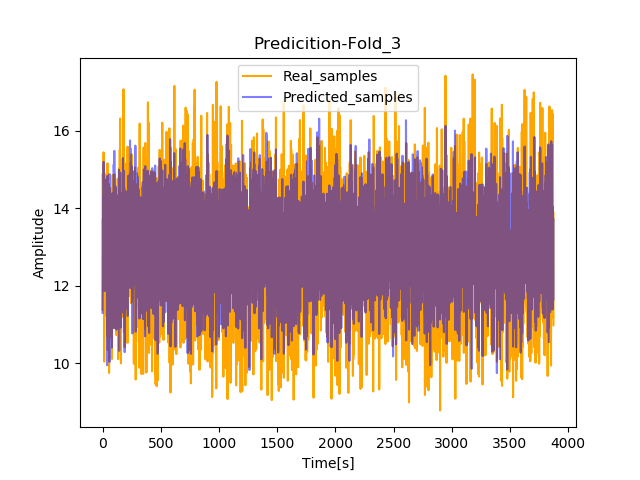 Predicition-Fold_3
Real_samples
Predicted_samples
16
14
12
10
Amplitude
0 500 1000 1500 2000 2500 3000 3500 4000
Time[s]